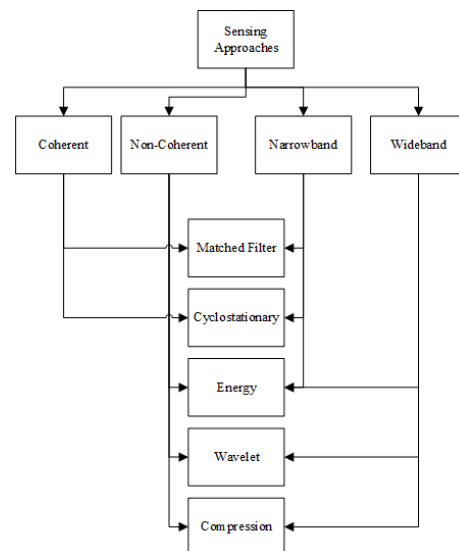 Sensing
Approaches
Coherent
Non-Coherent
Narrowband
Wideband
Matched Filter
Cyclostationary
Energy
Wavelet
Compression